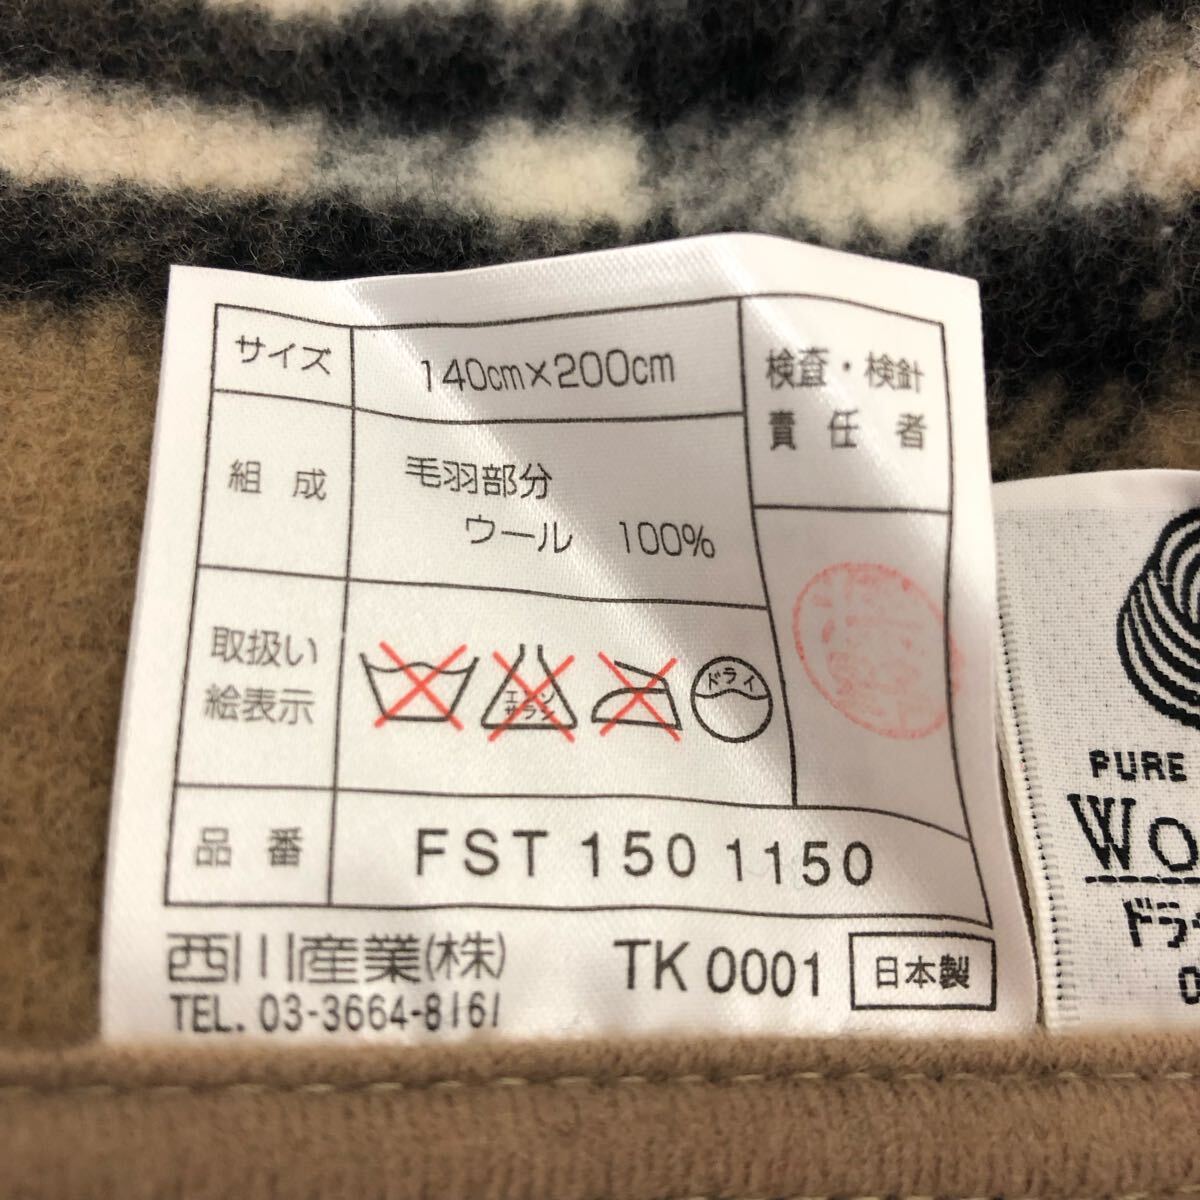 サイズ 140cm×200cm 検査・検針
責任者
組成 毛羽部分
ウール 100%
取扱い
絵表示
エンソ
サラシ
ドライ
品番 FST 150 1150
西川産業(株) TK 0001 日本製
TEL. 03-3664-8161
PURE